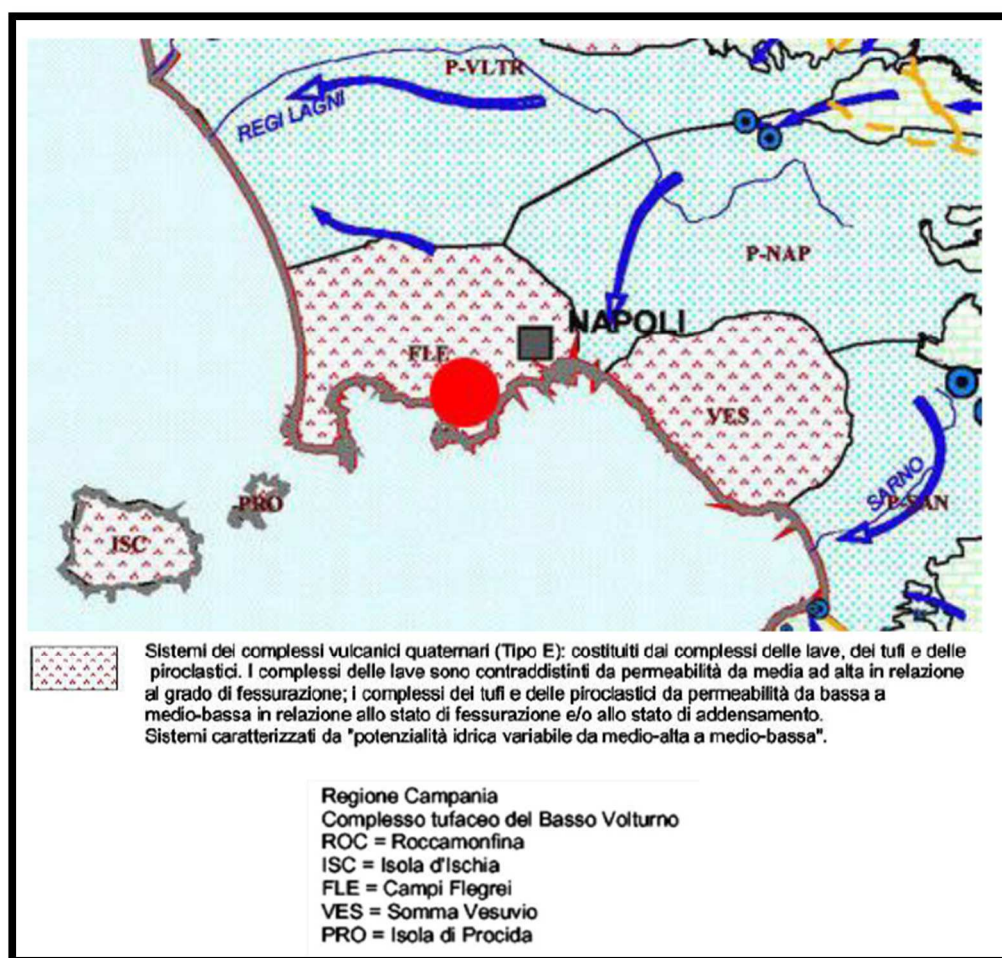 P-VLTR
REGI LAGNI
P-NAP
NAPOLI
FLE
VES
SARNO
P-SAN
PRO
ISC
Sistemi dei complessi vulcanici quaternari (Tipo E): costituiti dai complessi delle lave, dei tufi e delle
piroclastici. I complessi delle lave sono contraddistinti da permeabilità da media ad alta in relazione
al grado di fessurazione; i complessi dei tufi e delle piroclastici da permeabilità da bassa a
medio-bassa in relazione allo stato di fessurazione e/o allo stato di addensamento.
Sistemi caratterizzati da "potenzialità idrica variabile da medio-alta a medio-bassa".
Regione Campania
Complesso tufaceo del Basso Volturno
ROC = Roccamonfina
ISC = Isola d'Ischia
FLE = Campi Flegrei
VES = Somma Vesuvio
PRO = Isola di Procida